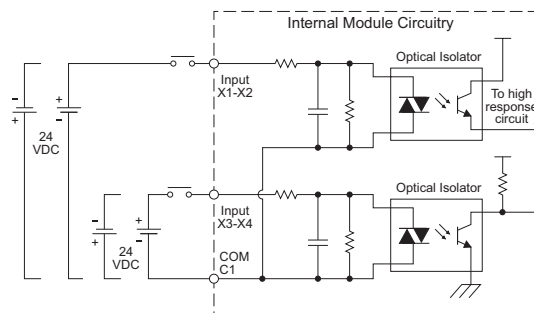 Internal Module Circuitry
Optical Isolator
Input
X1-X2
To high
response
circuit
- +
+ -
24
VDC
Optical Isolator
Input
X3-X4
- +
+ -
24
VDC
COM
C1